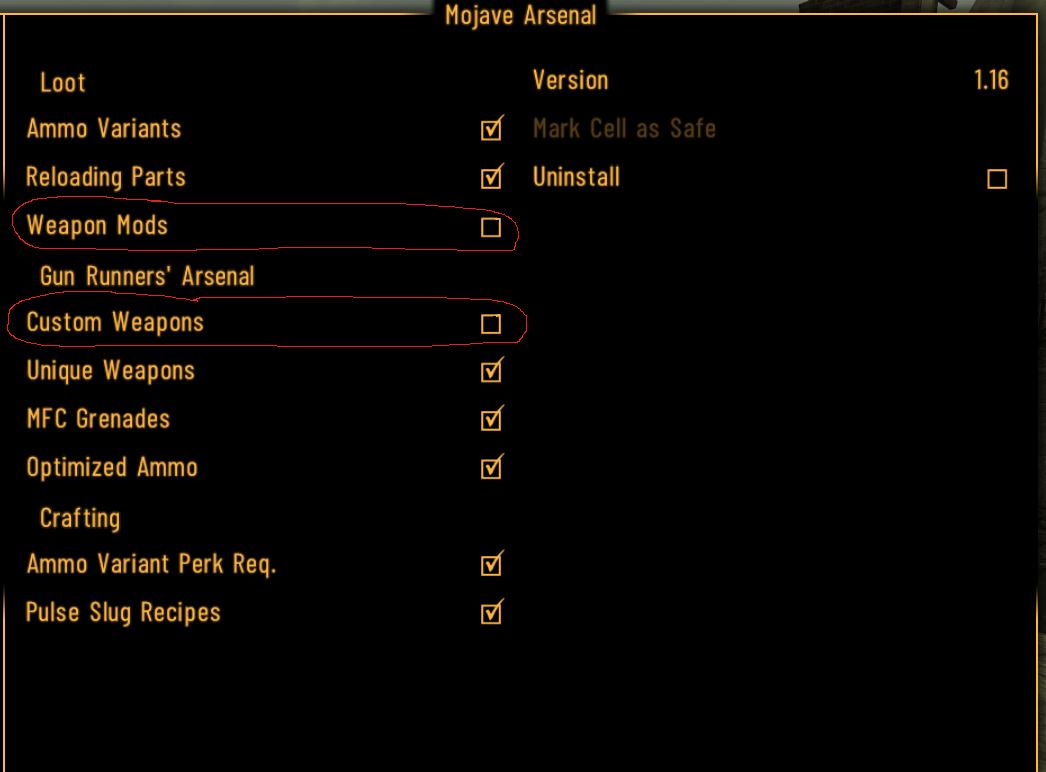 Mojave Arsenal
Loot
Ammo Variants
Reloading Parts
Weapon Mods
Gun Runners' Arsenal
Custom Weapons
Unique Weapons
MFC Grenades
Optimized Ammo
Crafting
Ammo Variant Perk Req.
Pulse Slug Recipes
Version 1.16
Mark Cell as Safe
Uninstall